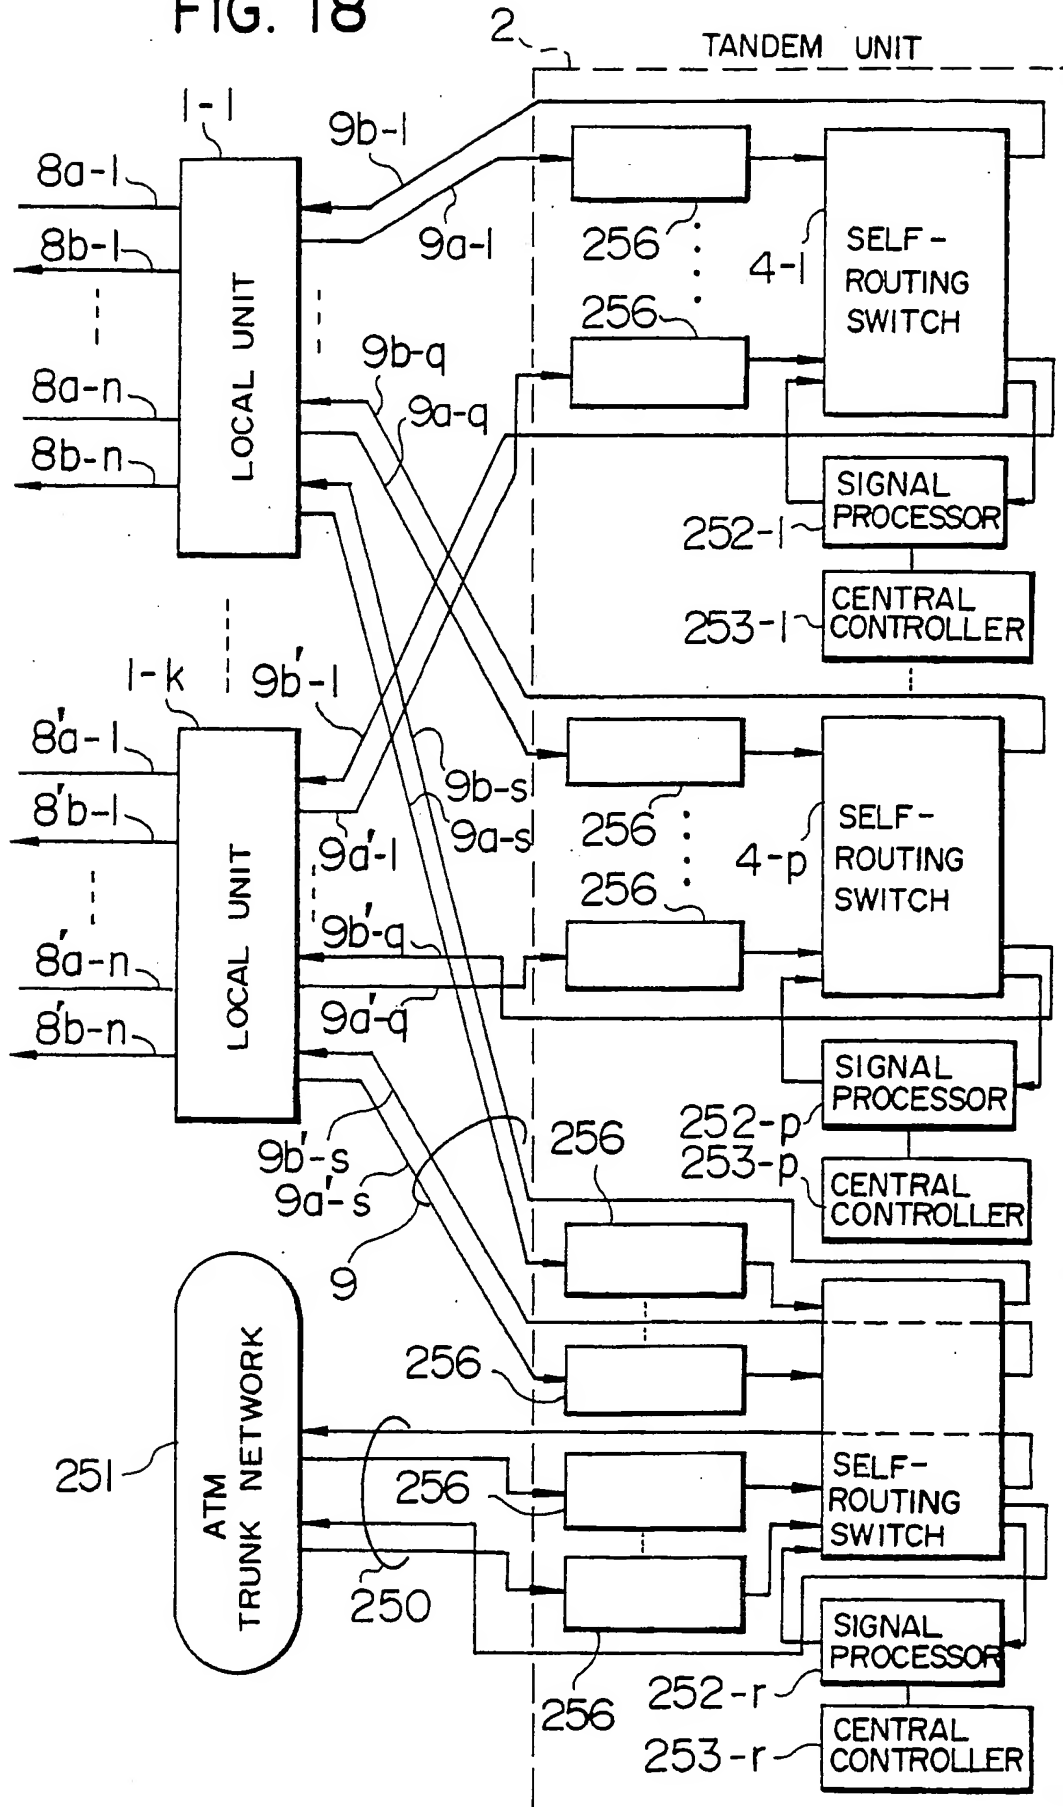 FIG. 18
2
TANDEM UNIT
1-1
9b-1
8a-1
8b-1
9a-1
256
4-1
SELF-
ROUTING
SWITCH
256
LOCAL UNIT
9b-q
8a-n
9a-q
8b-n
SIGNAL
PROCESSOR
252-1
CENTRAL
CONTROLLER
253-1
1-k
9b'-1
8'a-1
9b-s
8'b-1
9a-s
256
SELF-
ROUTING
SWITCH
9a'-1
4-p
256
LOCAL UNIT
9b'-q
8'a-n
9a'-q
8'b-n
SIGNAL
PROCESSOR
252-p
9b'-s
256
253-p
9a'-s
CENTRAL
CONTROLLER
9
256
251
ATM
TRUNK NETWORK
256
SELF-
ROUTING
SWITCH
250
SIGNAL
PROCESSOR
252-r
256
CENTRAL
CONTROLLER
253-r